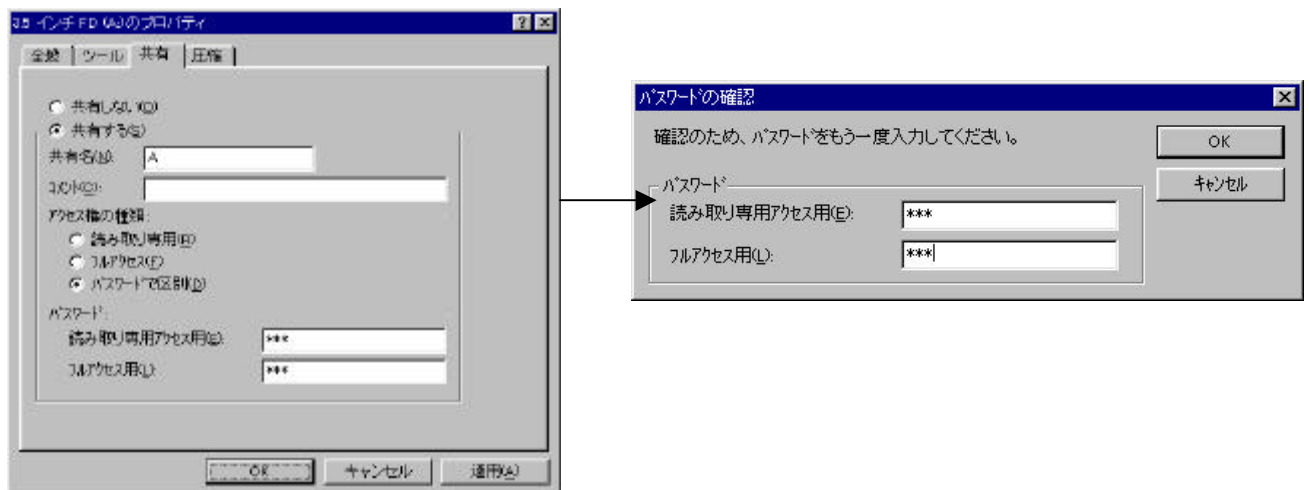 3.5 インチ FD (A:)のプロパティ
全般 ツール 共有 圧縮
共有しない(O)
共有する(S)
共有名(N): A
コメント(C):
アクセス権の種類:
読み取り専用(R)
フルアクセス(F)
パスワードで区別(D)
パスワード:
読み取り専用アクセス用(E): ***
フルアクセス用(L): ***
OK キャンセル 適用(A)
パスワードの確認
確認のため、パスワードをもう一度入力してください。
OK
キャンセル
パスワード
読み取り専用アクセス用(E): ***
フルアクセス用(L): ***